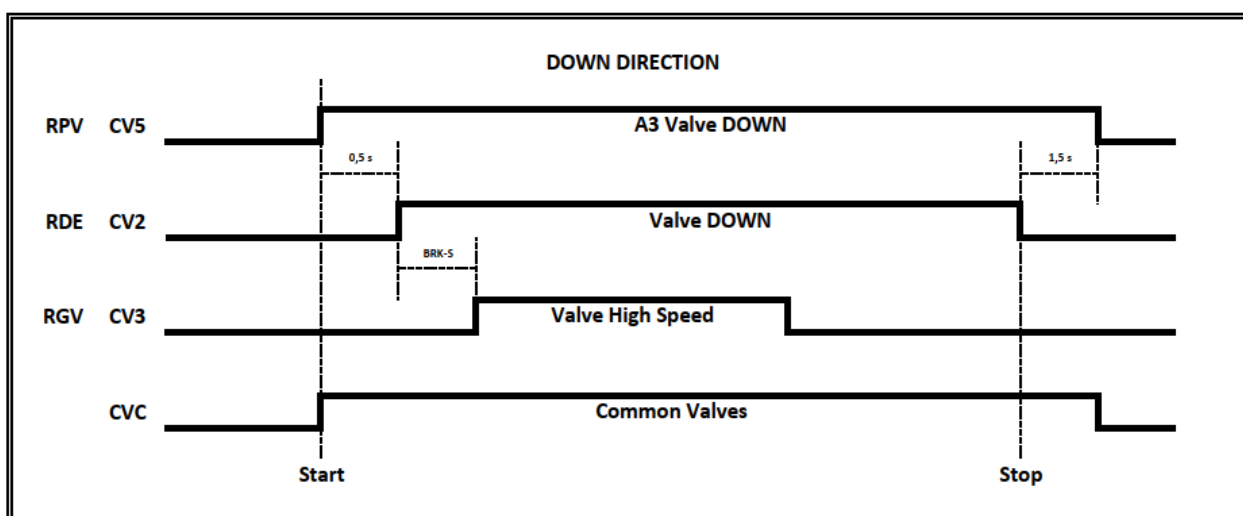 DOWN DIRECTION
RPV CV5
A3 Valve DOWN
0,5 s
1,5 s
RDE CV2
Valve DOWN
BRK-S
RGV CV3
Valve High Speed
CVC
Common Valves
Start
Stop